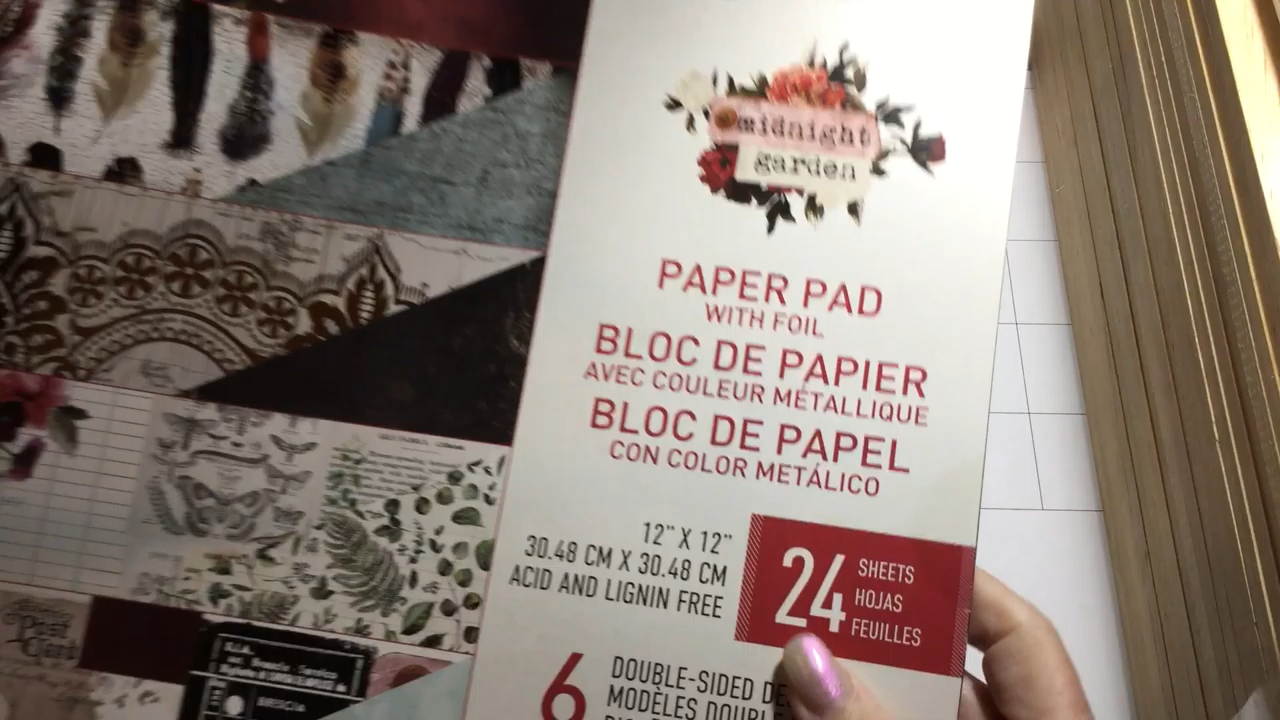 midnight
garden
PAPER PAD
WITH FOIL
BLOC DE PAPIER
AVEC COULEUR MÉTALLIQUE
BLOC DE PAPEL
CON COLOR METÁLICO
12" X 12"
30.48 CM X 30.48 CM
ACID AND LIGNIN FREE
24
SHEETS
HOJAS
FEUILLES
6
DOUBLE-SIDED
MODÈLES
Post
Card